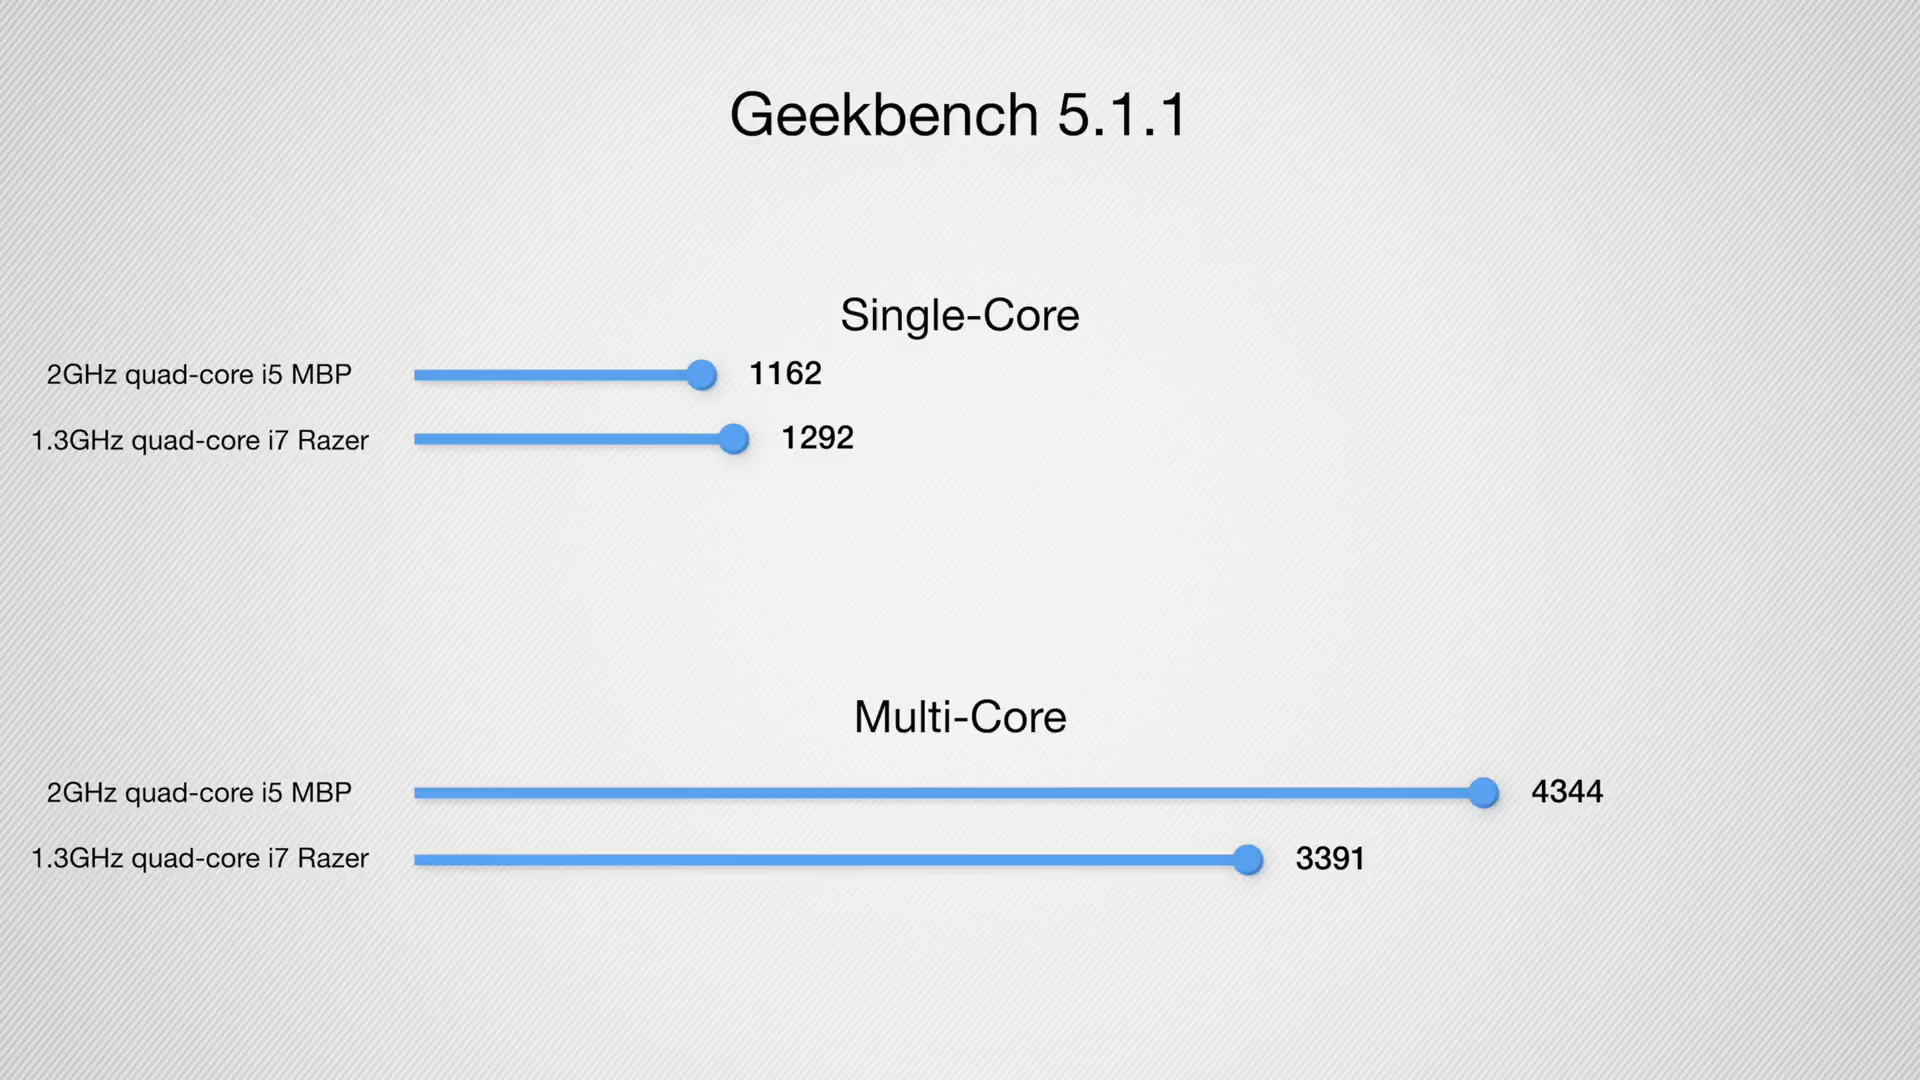 Geekbench 5.1.1
Single-Core
2GHz quad-core i5 MBP 1162
1.3GHz quad-core i7 Razer 1292
Multi-Core
2GHz quad-core i5 MBP 4344
1.3GHz quad-core i7 Razer 3391